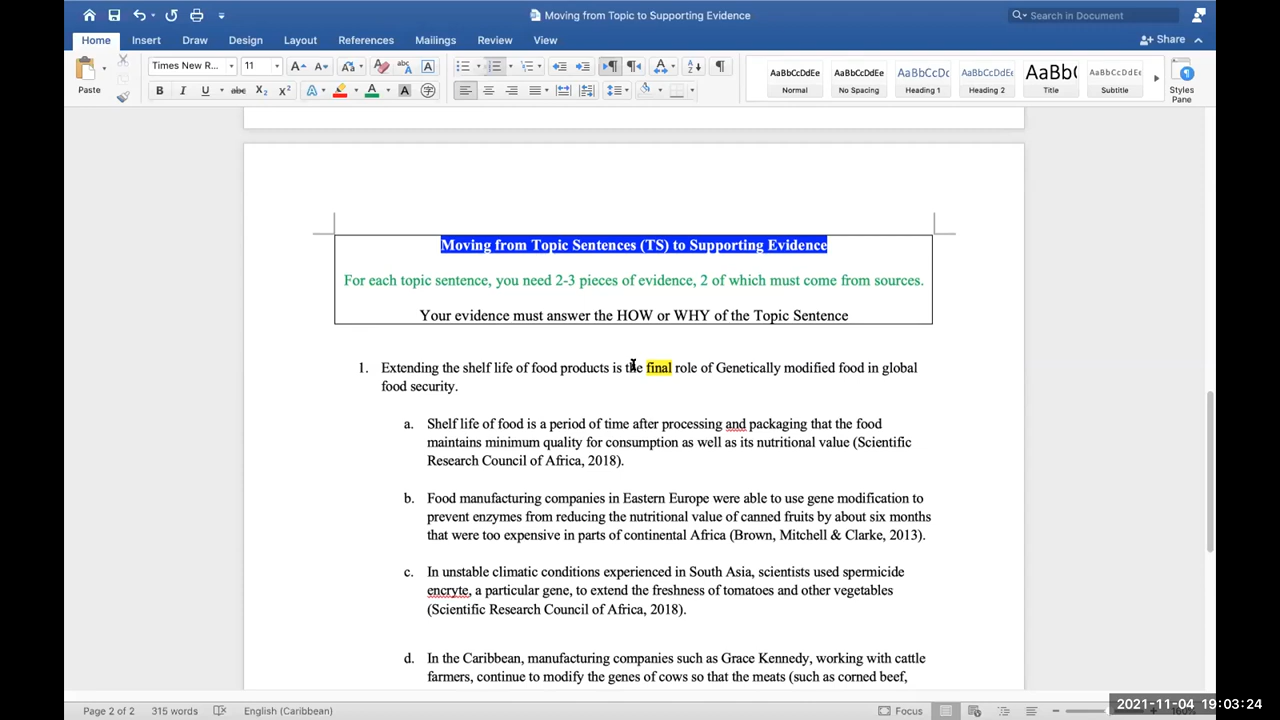 Moving from Topic to Supporting Evidence
Search in Document
Home Insert Draw Design Layout References Mailings Review View
Share
Paste
Times New R... 11
AaBbCcDdEe AaBbCcDdEe AaBbCcDc AaBbCcDdEe AaBb( AaBbCcDdEe
Normal No Spacing Heading 1 Heading 2 Title Subtitle
Styles
Pane
Moving from Topic Sentences (TS) to Supporting Evidence
For each topic sentence, you need 2-3 pieces of evidence, 2 of which must come from sources.
Your evidence must answer the HOW or WHY of the Topic Sentence
1. Extending the shelf life of food products is the final role of Genetically modified food in global
food security.
a. Shelf life of food is a period of time after processing and packaging that the food
maintains minimum quality for consumption as well as its nutritional value (Scientific
Research Council of Africa, 2018).
b. Food manufacturing companies in Eastern Europe were able to use gene modification to
prevent enzymes from reducing the nutritional value of canned fruits by about six months
that were too expensive in parts of continental Africa (Brown, Mitchell & Clarke, 2013).
c. In unstable climatic conditions experienced in South Asia, scientists used spermicide
encryte, a particular gene, to extend the freshness of tomatoes and other vegetables
(Scientific Research Council of Africa, 2018).
d. In the Caribbean, manufacturing companies such as Grace Kennedy, working with cattle
farmers, continue to modify the genes of cows so that the meats (such as corned beef,
Page 2 of 2 315 words English (Caribbean) Focus
2021-11-04 19:03:24